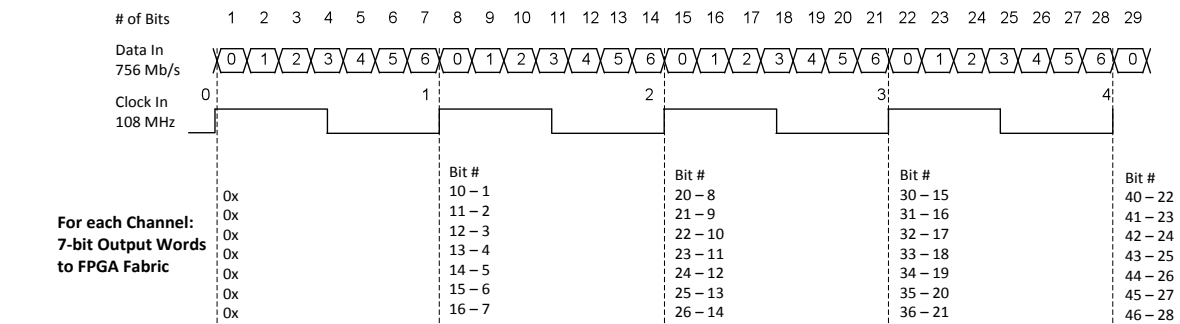 # of Bits 1 2 3 4 5 6 7 8 9 10 11 12 13 14 15 16 17 18 19 20 21 22 23 24 25 26 27 28 29
Data In
756 Mb/s
0 1 2 3 4 5 6 0 1 2 3 4 5 6 0 1 2 3 4 5 6 0 1 2 3 4 5 6 0
Clock In
108 MHz
0 1 2 3 4
For each Channel:
7-bit Output Words
to FPGA Fabric
0x
0x
0x
0x
0x
0x
0x
Bit #
10 – 1
11 – 2
12 – 3
13 – 4
14 – 5
15 – 6
16 – 7
Bit #
20 – 8
21 – 9
22 – 10
23 – 11
24 – 12
25 – 13
26 – 14
Bit #
30 – 15
31 – 16
32 – 17
33 – 18
34 – 19
35 – 20
36 – 21
Bit #
40 – 22
41 – 23
42 – 24
43 – 25
44 – 26
45 – 27
46 – 28